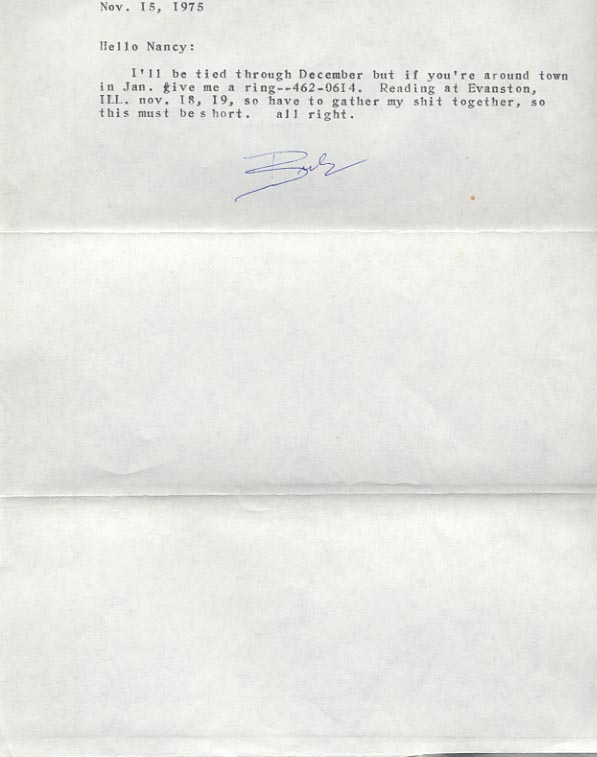 Nov. 15, 1975
Hello Nancy:
I'll be tied through December but if you're around town
in Jan. give me a ring--462-0614. Reading at Evanston,
ILL. nov. 18, 19, so have to gather my shit together, so
this must be s hort. all right.